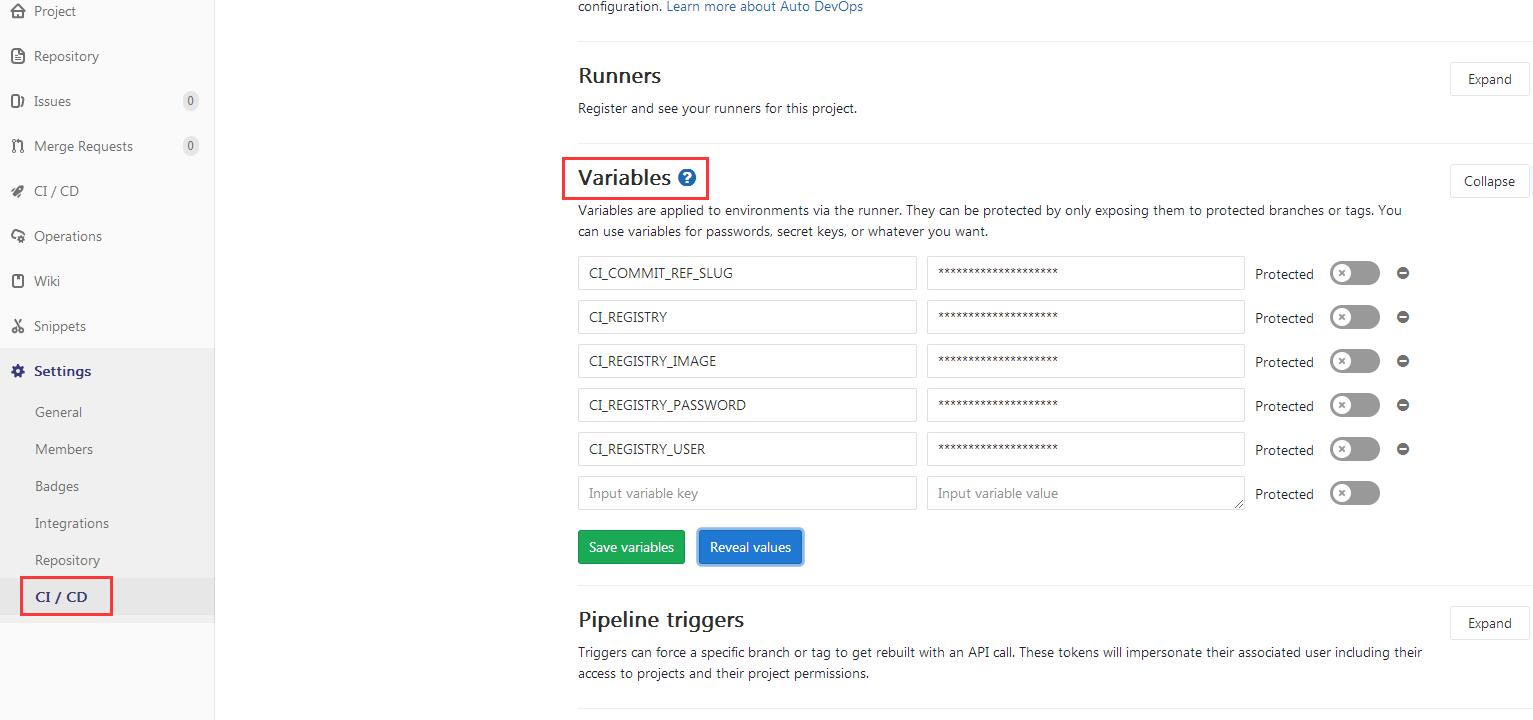 Project
Repository
Issues 0
Merge Requests 0
CI / CD
Operations
Wiki
Snippets
Settings
General
Members
Badges
Integrations
Repository
CI / CD
configuration. Learn more about Auto DevOps
Runners
Expand
Register and see your runners for this project.
Variables ?
Collapse
Variables are applied to environments via the runner. They can be protected by only exposing them to protected branches or tags. You
can use variables for passwords, secret keys, or whatever you want.
CI_COMMIT_REF_SLUG ******************** Protected
CI_REGISTRY ******************** Protected
CI_REGISTRY_IMAGE ******************** Protected
CI_REGISTRY_PASSWORD ******************** Protected
CI_REGISTRY_USER ******************** Protected
Input variable key Input variable value Protected
Save variables Reveal values
Pipeline triggers
Expand
Triggers can force a specific branch or tag to get rebuilt with an API call. These tokens will impersonate their associated user including their
access to projects and their project permissions.